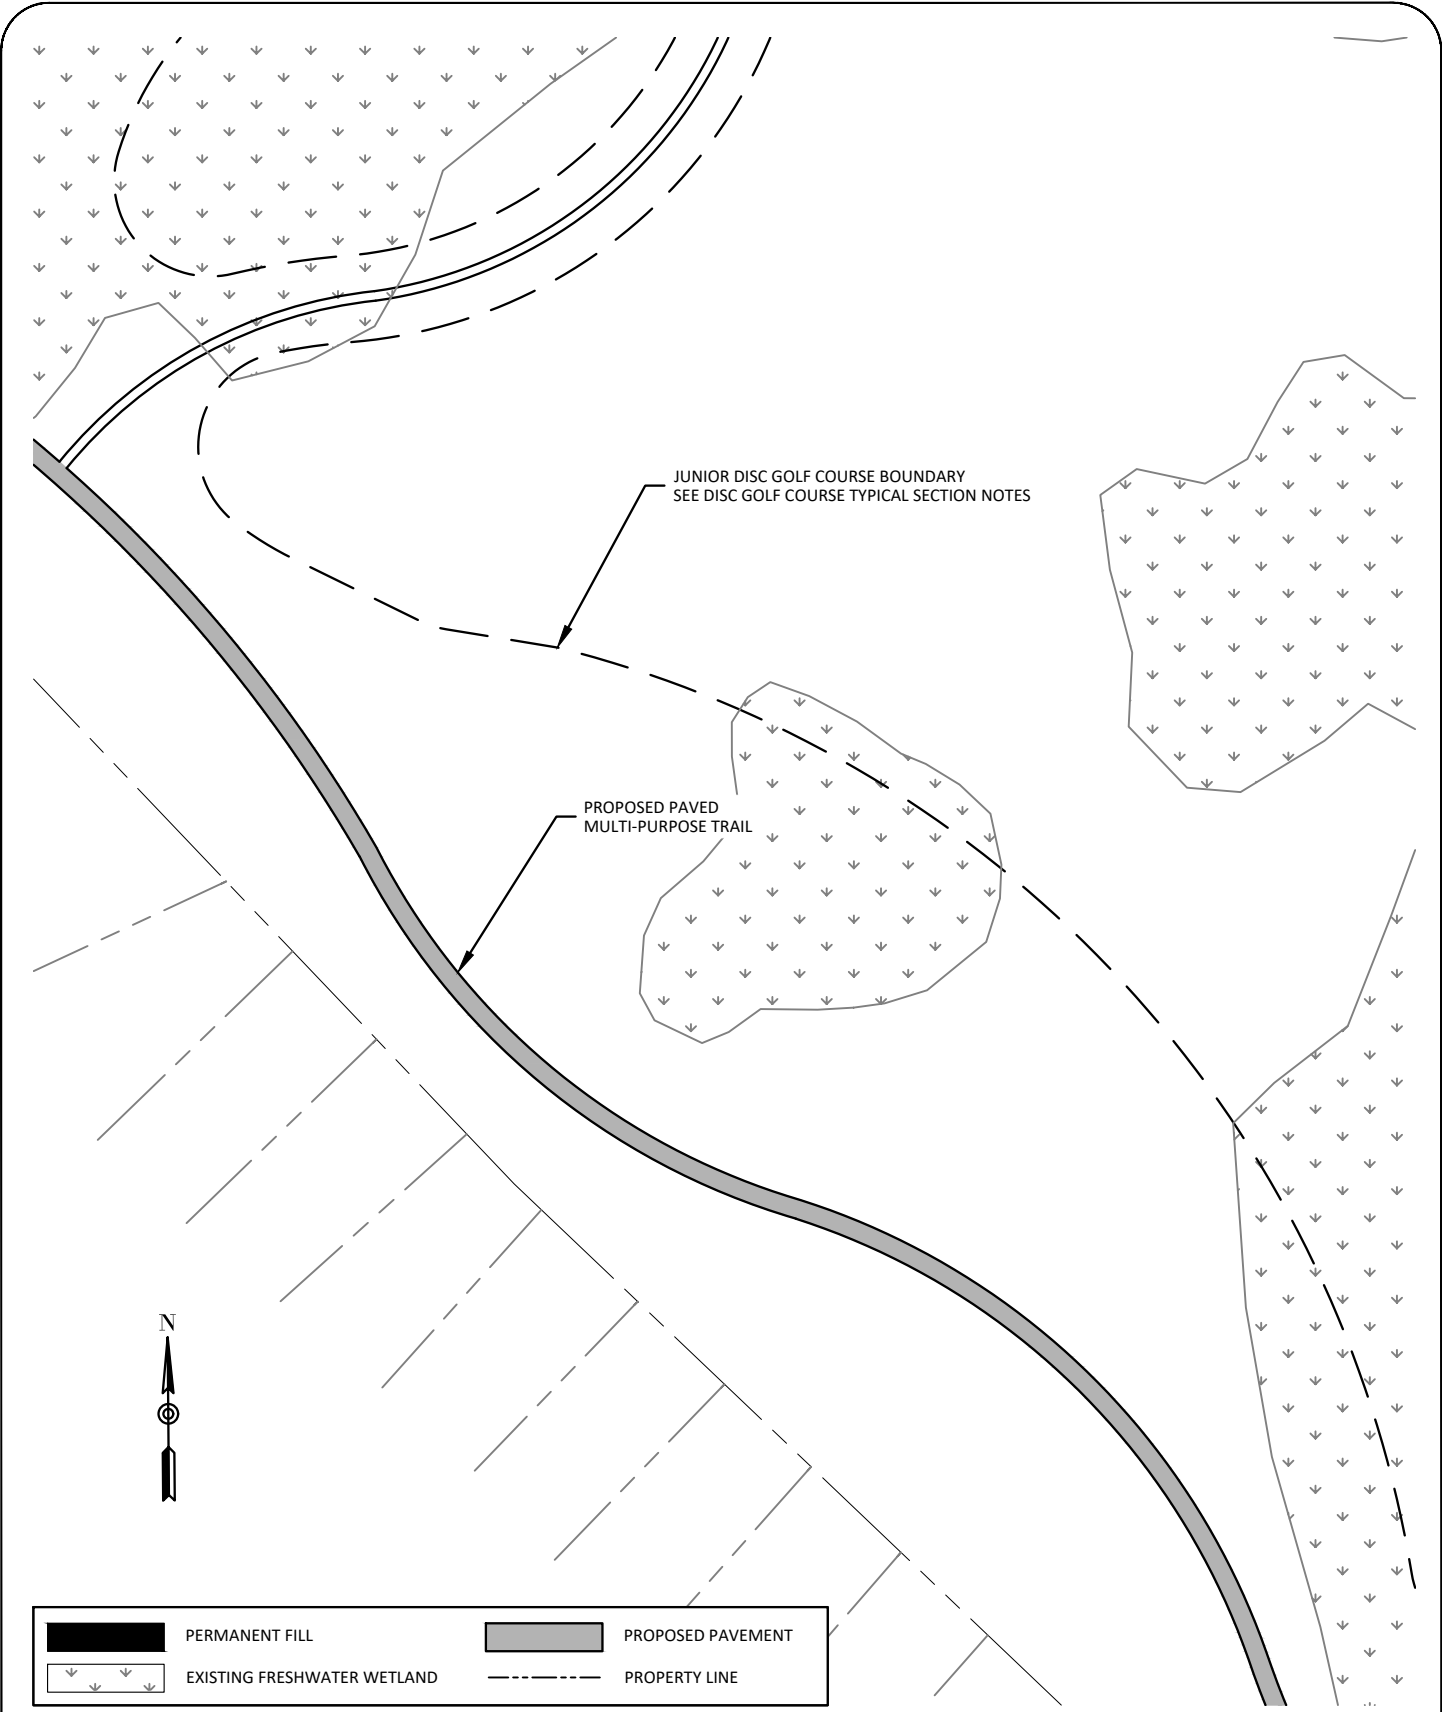 JUNIOR DISC GOLF COURSE BOUNDARY
SEE DISC GOLF COURSE TYPICAL SECTION NOTES
PROPOSED PAVED
MULTI-PURPOSE TRAIL
N
PERMANENT FILL
PROPOSED PAVEMENT
EXISTING FRESHWATER WETLAND
PROPERTY LINE